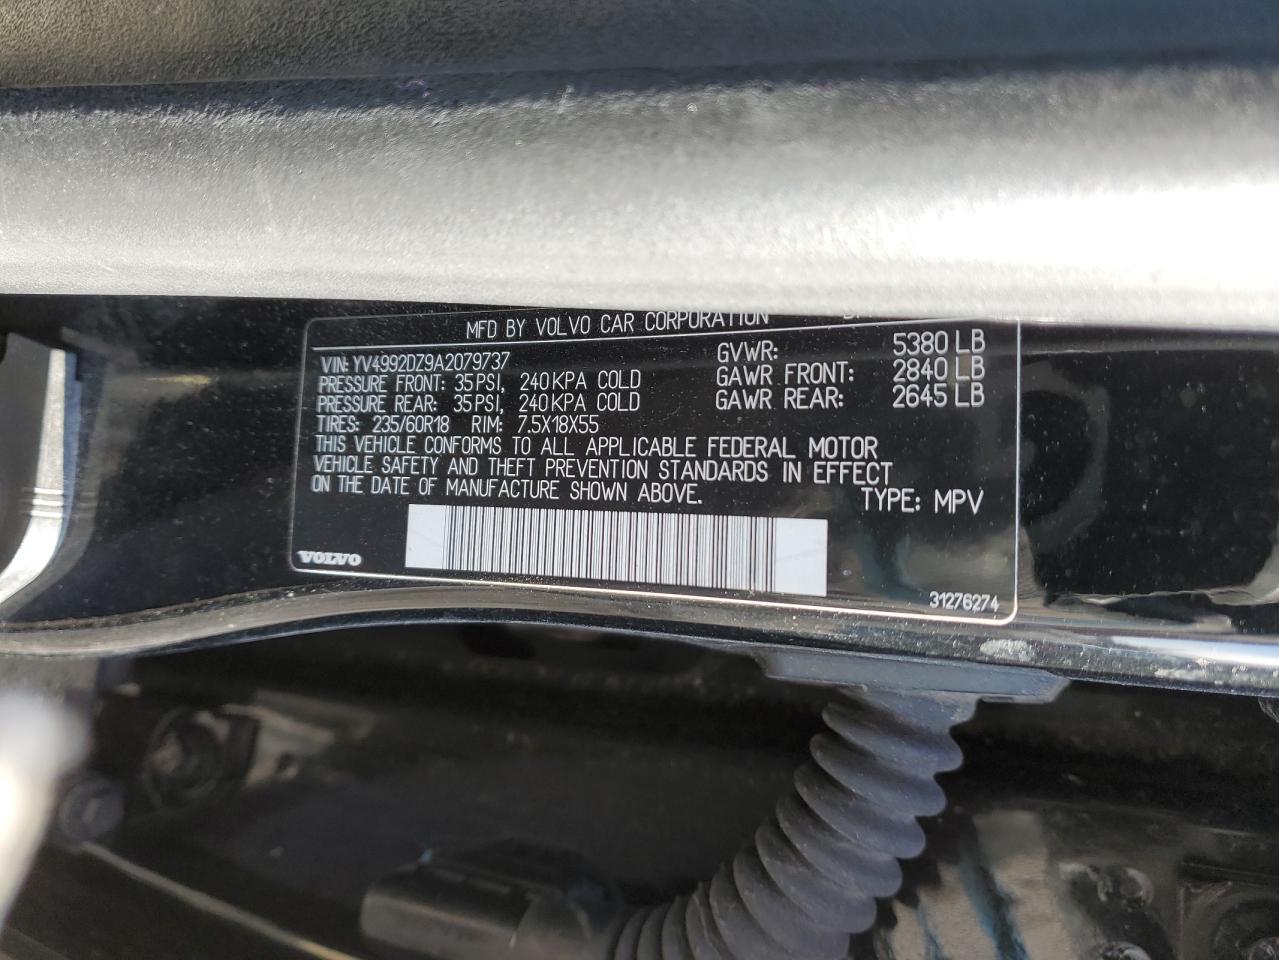 MFD BY VOLVO CAR CORPORATION
VIN: YV4992DZ9A2079737
PRESSURE FRONT: 35 PSI, 240 KPA COLD
PRESSURE REAR: 35 PSI, 240 KPA COLD
TIRES: 235/60R18 RIM: 7.5X18X55
GVWR: 5380 LB
GAWR FRONT: 2840 LB
GAWR REAR: 2645 LB
THIS VEHICLE CONFORMS TO ALL APPLICABLE FEDERAL MOTOR
VEHICLE SAFETY AND THEFT PREVENTION STANDARDS IN EFFECT
ON THE DATE OF MANUFACTURE SHOWN ABOVE.
TYPE: MPV
VOLVO
31276274